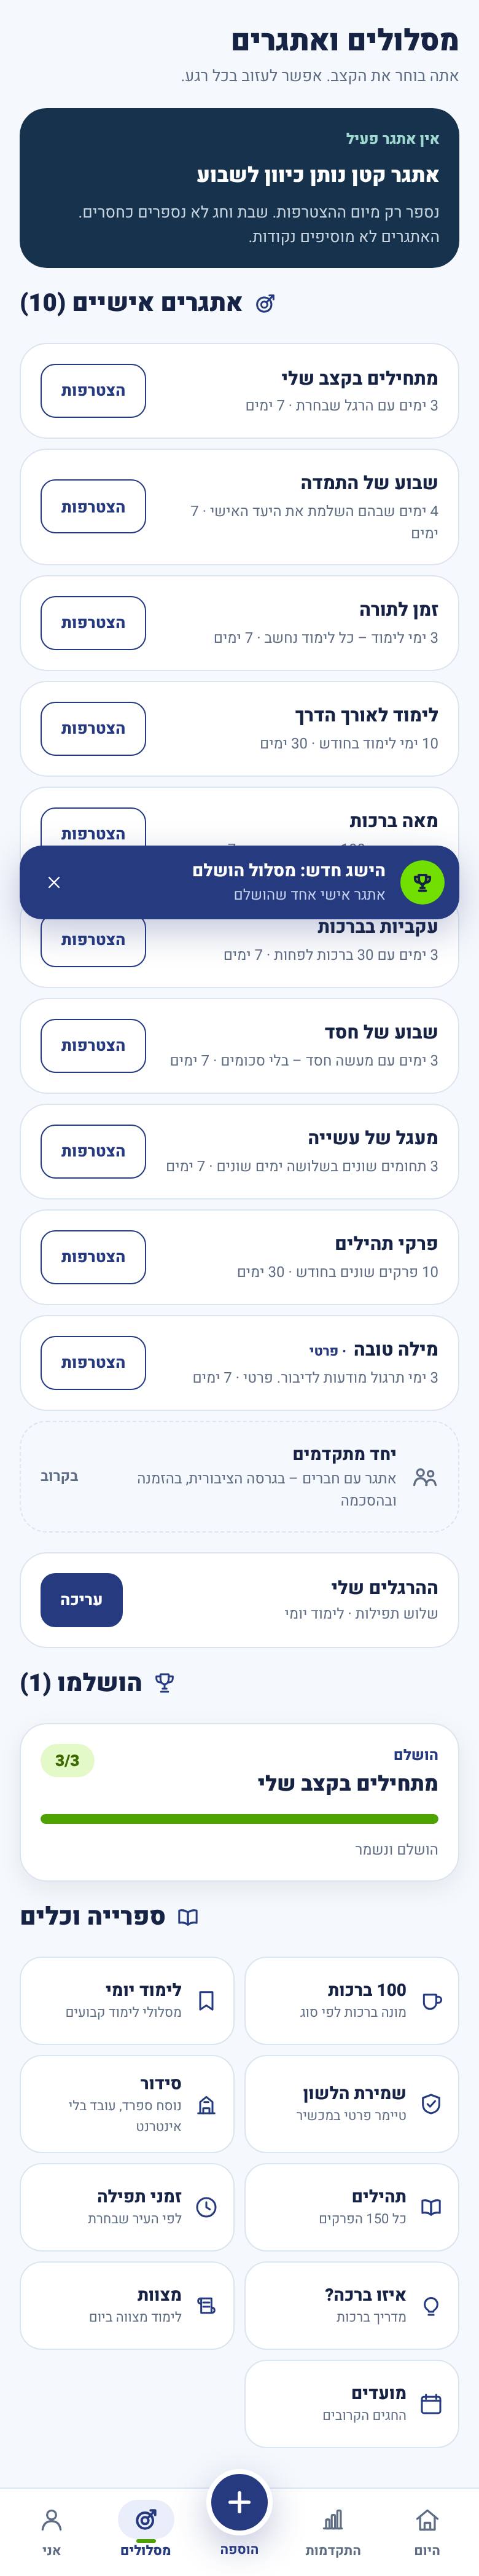 מסלולים ואתגרים
אתה בוחר את הקצב. אפשר לעזוב בכל רגע.
אין אתגר פעיל
אתגר קטן נותן כיוון לשבוע
נספר רק מיום ההצטרפות. שבת וחג לא נספרים כחסרים.
האתגרים לא מוסיפים נקודות.
אתגרים אישיים (10)
מתחילים בקצב שלי
3 ימים עם הרגל שבחרת · 7 ימים
הצטרפות
שבוע של התמדה
4 ימים שבהם השלמת את היעד האישי · 7
ימים
הצטרפות
זמן לתורה
3 ימי לימוד – כל לימוד נחשב · 7 ימים
הצטרפות
לימוד לאורך הדרך
10 ימי לימוד בחודש · 30 ימים
הצטרפות
מאה ברכות
הצטרפות
הישג חדש: מסלול הושלם
אתגר אישי אחד שהושלם
עקביות בברכות
3 ימים עם 30 ברכות לפחות · 7 ימים
הצטרפות
שבוע של חסד
3 ימים עם מעשה חסד – בלי סכומים · 7 ימים
הצטרפות
מעגל של עשייה
3 תחומים שונים בשלושה ימים שונים · 7 ימים
הצטרפות
פרקי תהילים
10 פרקים שונים בחודש · 30 ימים
הצטרפות
מילה טובה · פרטי
3 ימי תרגול מודעות לדיבור. פרטי · 7 ימים
הצטרפות
יחד מתקדמים
אתגר עם חברים – בגרסה הציבורית, בהזמנה
ובהסכמה
בקרוב
ההרגלים שלי
שלוש תפילות · לימוד יומי
עריכה
הושלמו (1)
הושלם
3/3
מתחילים בקצב שלי
הושלם ונשמר
ספרייה וכלים
100 ברכות
מונה ברכות לפי סוג
לימוד יומי
מסלולי לימוד קבועים
שמירת הלשון
טיימר פרטי במכשיר
סידור
נוסח ספרד, עובד בלי
אינטרנט
תהילים
כל 150 הפרקים
זמני תפילה
לפי העיר שבחרת
איזו ברכה?
מדריך ברכות
מצוות
לימוד מצווה ביום
מועדים
החגים הקרובים
היום
התקדמות
הוספה
מסלולים
אני